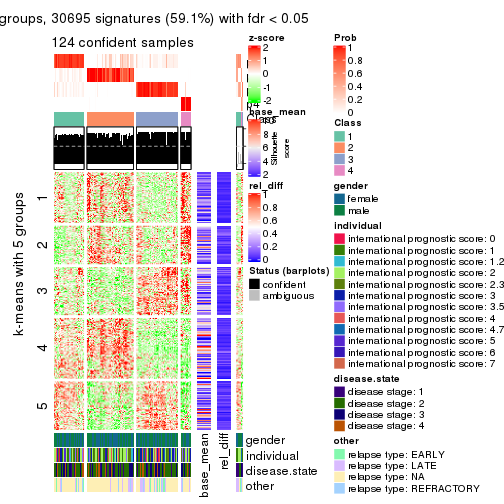 groups, 30695 signatures (59.1%) with fdr < 0.05
124 confident samples
z-score
2
1
0
-1
-2
base_mean
10
8
6
4
2
Silhouette
score
rel_diff
1
0.8
0.6
0.4
0.2
0
Status (barplots)
confident
ambiguous
Prob
1
0.8
0.6
0.4
0.2
0
Class
1
2
3
4
gender
female
male
individual
international prognostic score: 0
international prognostic score: 1
international prognostic score: 1.2
international prognostic score: 2
international prognostic score: 2.3
international prognostic score: 3
international prognostic score: 3.5
international prognostic score: 4
international prognostic score: 4.7
international prognostic score: 5
international prognostic score: 6
international prognostic score: 7
disease.state
disease stage: 1
disease stage: 2
disease stage: 3
disease stage: 4
other
relapse type: EARLY
relapse type: LATE
relapse type: NA
relapse type: REFRACTORY
k-means with 5 groups
1
2
3
4
5
base_mean
rel_diff
gender
individual
disease.state
other